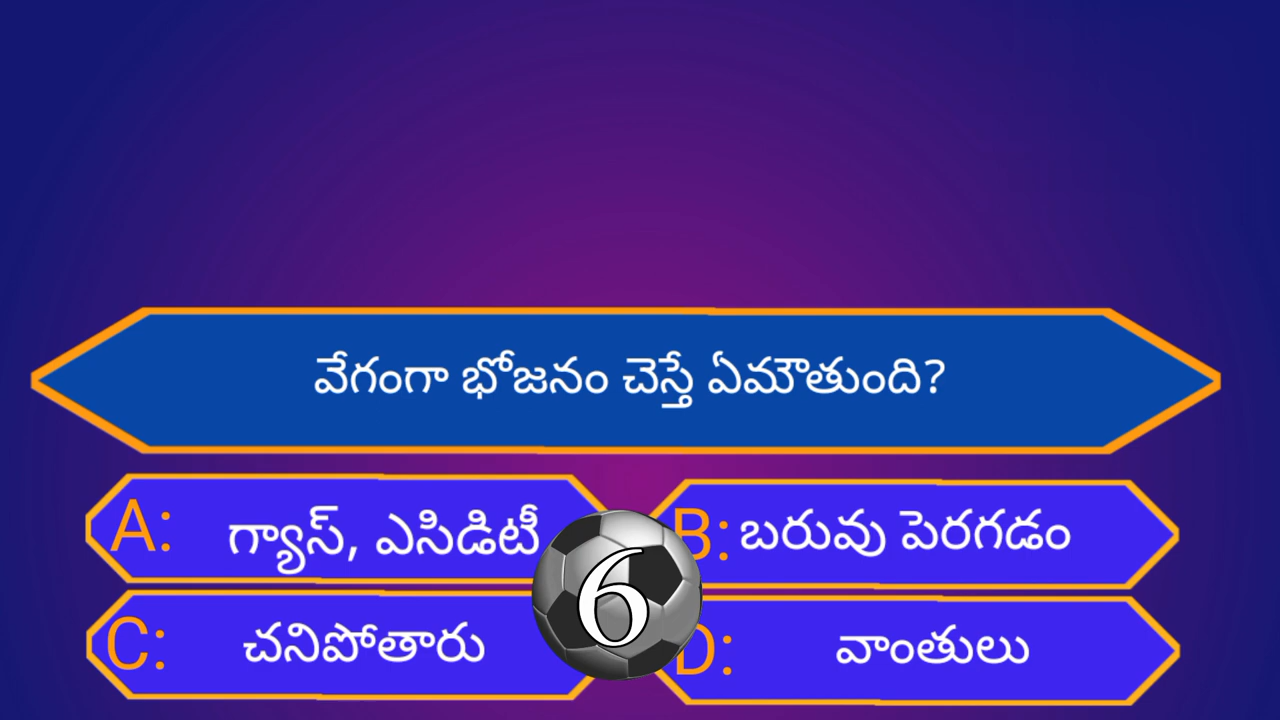 వేగంగా భోజనం చేస్తే ఏమౌతుంది?
A: గ్యాస్, ఎసిడిటీ
B: బరువు పెరగడం
6
C: చనిపోతారు
D: వాంతులు